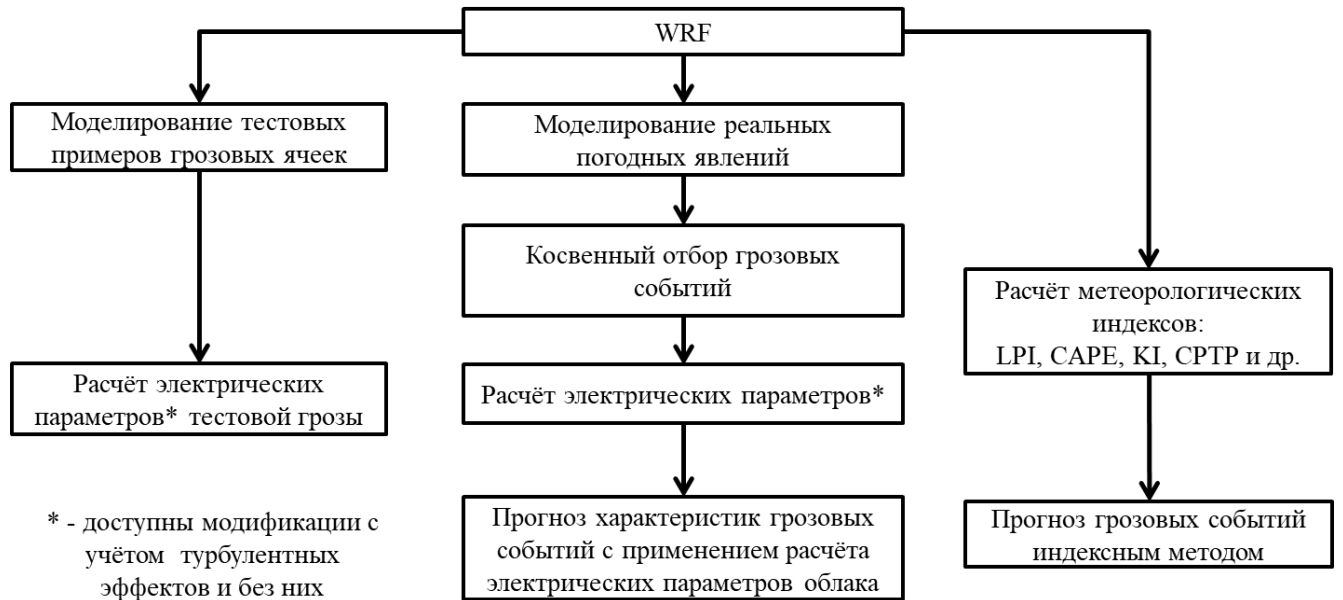 WRF
Моделирование тестовых
примеров грозовых ячеек
Моделирование реальных
погодных явлений
Косвенный отбор грозовых
событий
Расчёт метеорологических
индексов:
LPI, CAPE, KI, CPTP и др.
Расчёт электрических
параметров* тестовой грозы
Расчёт электрических параметров*
* - доступны модификации с
учётом турбулентных
эффектов и без них
Прогноз характеристик грозовых
событий с применением расчёта
электрических параметров облака
Прогноз грозовых событий
индексным методом